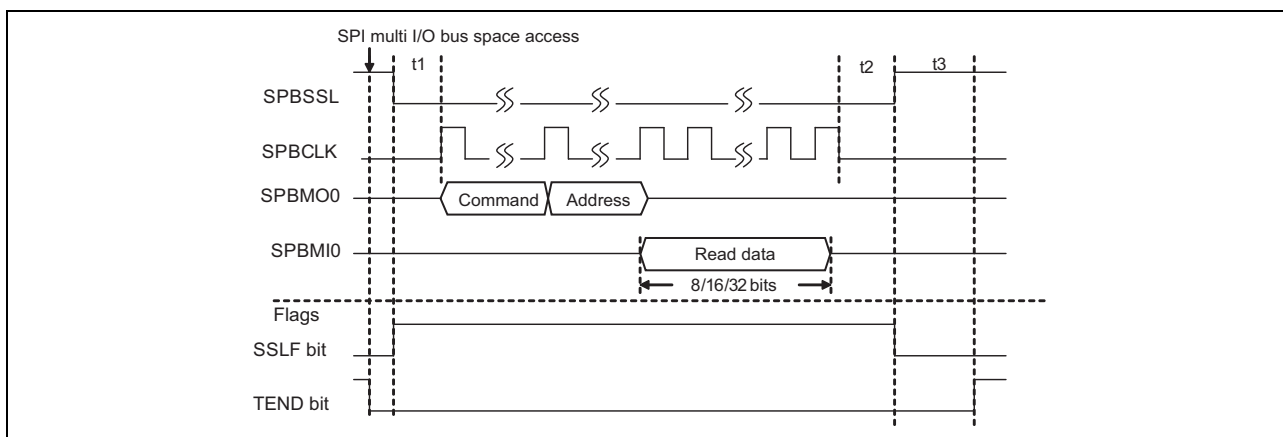 SPI multi I/O bus space access
t1
t2
t3
SPBSSL
SPBCLK
SPBMO0
Command
Address
SPBMI0
Read data
8/16/32 bits
Flags
SSLF bit
TEND bit